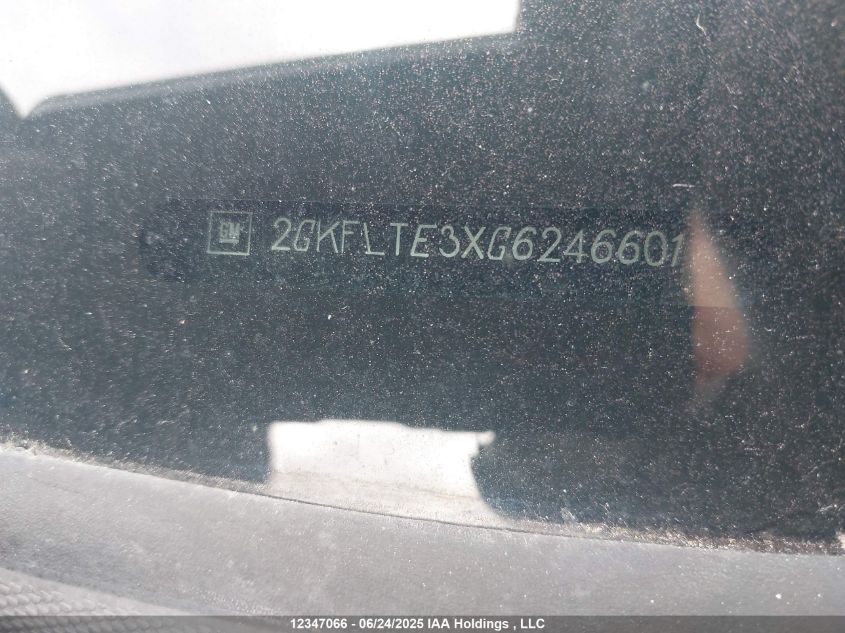 GM 2GKFLTE3XG6246601
12347066 - 06/24/2025 IAA Holdings , LLC